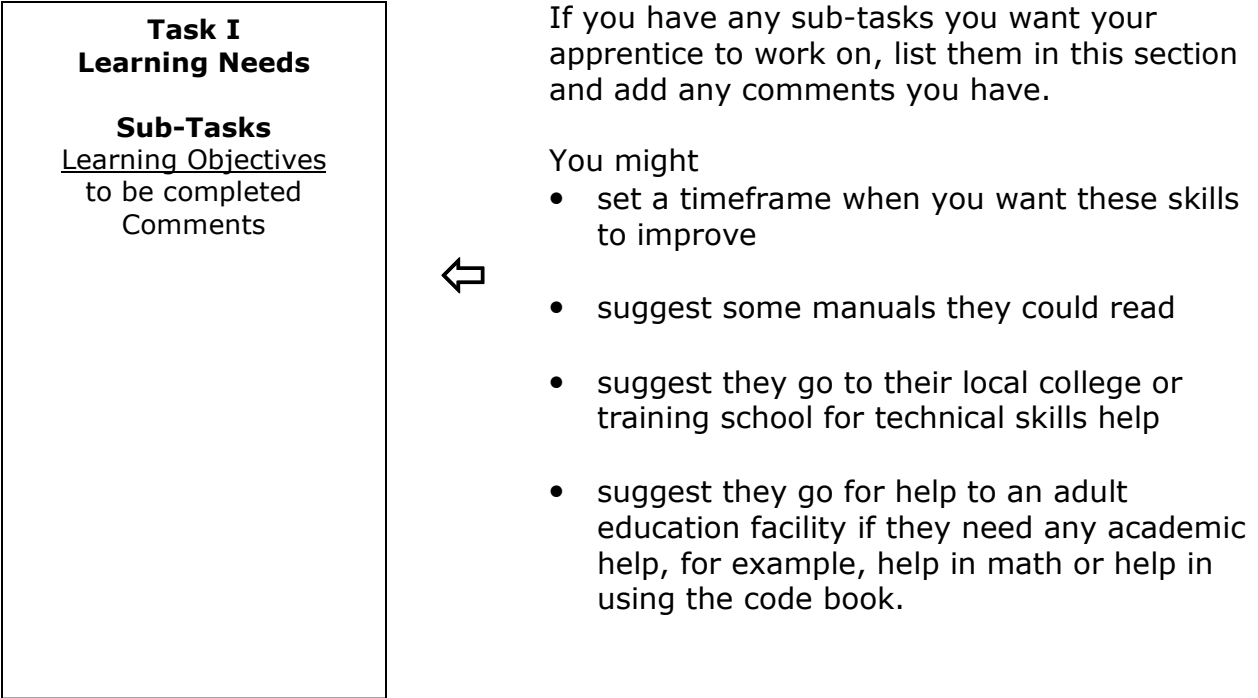 Task I
Learning Needs
Sub-Tasks
Learning Objectives
to be completed
Comments
If you have any sub-tasks you want your
apprentice to work on, list them in this section
and add any comments you have.
You might
• set a timeframe when you want these skills
to improve
• suggest some manuals they could read
• suggest they go to their local college or
training school for technical skills help
• suggest they go for help to an adult
education facility if they need any academic
help, for example, help in math or help in
using the code book.